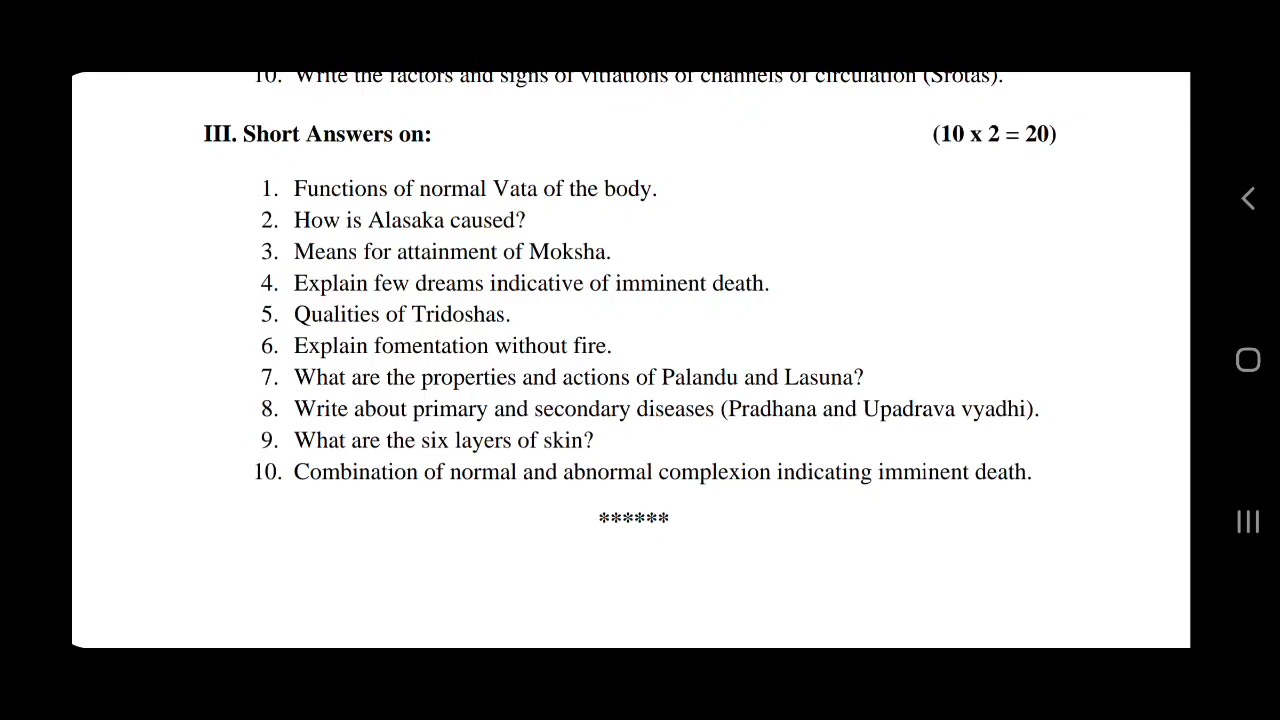 10. Write the factors and signs of vitiations of channels of circulation (Srotas).
III. Short Answers on: (10 x 2 = 20)
1. Functions of normal Vata of the body.
2. How is Alasaka caused?
3. Means for attainment of Moksha.
4. Explain few dreams indicative of imminent death.
5. Qualities of Tridoshas.
6. Explain fomentation without fire.
7. What are the properties and actions of Palandu and Lasuna?
8. Write about primary and secondary diseases (Pradhana and Upadrava vyadhi).
9. What are the six layers of skin?
10. Combination of normal and abnormal complexion indicating imminent death.
******